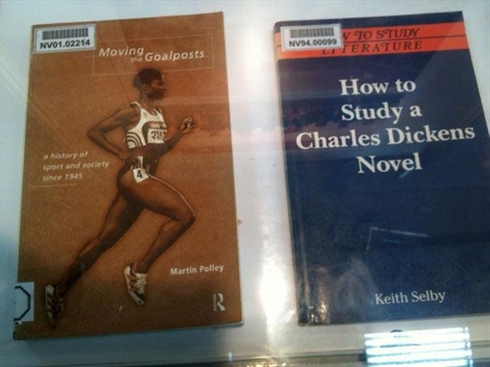 NV01.02214
Moving
the Goalposts
a history of
sport and society
since 1945
4
Martin Polley
R
NV94.00099
HOW TO STUDY
LITERATURE
How to
Study a
Charles Dickens
Novel
Keith Selby